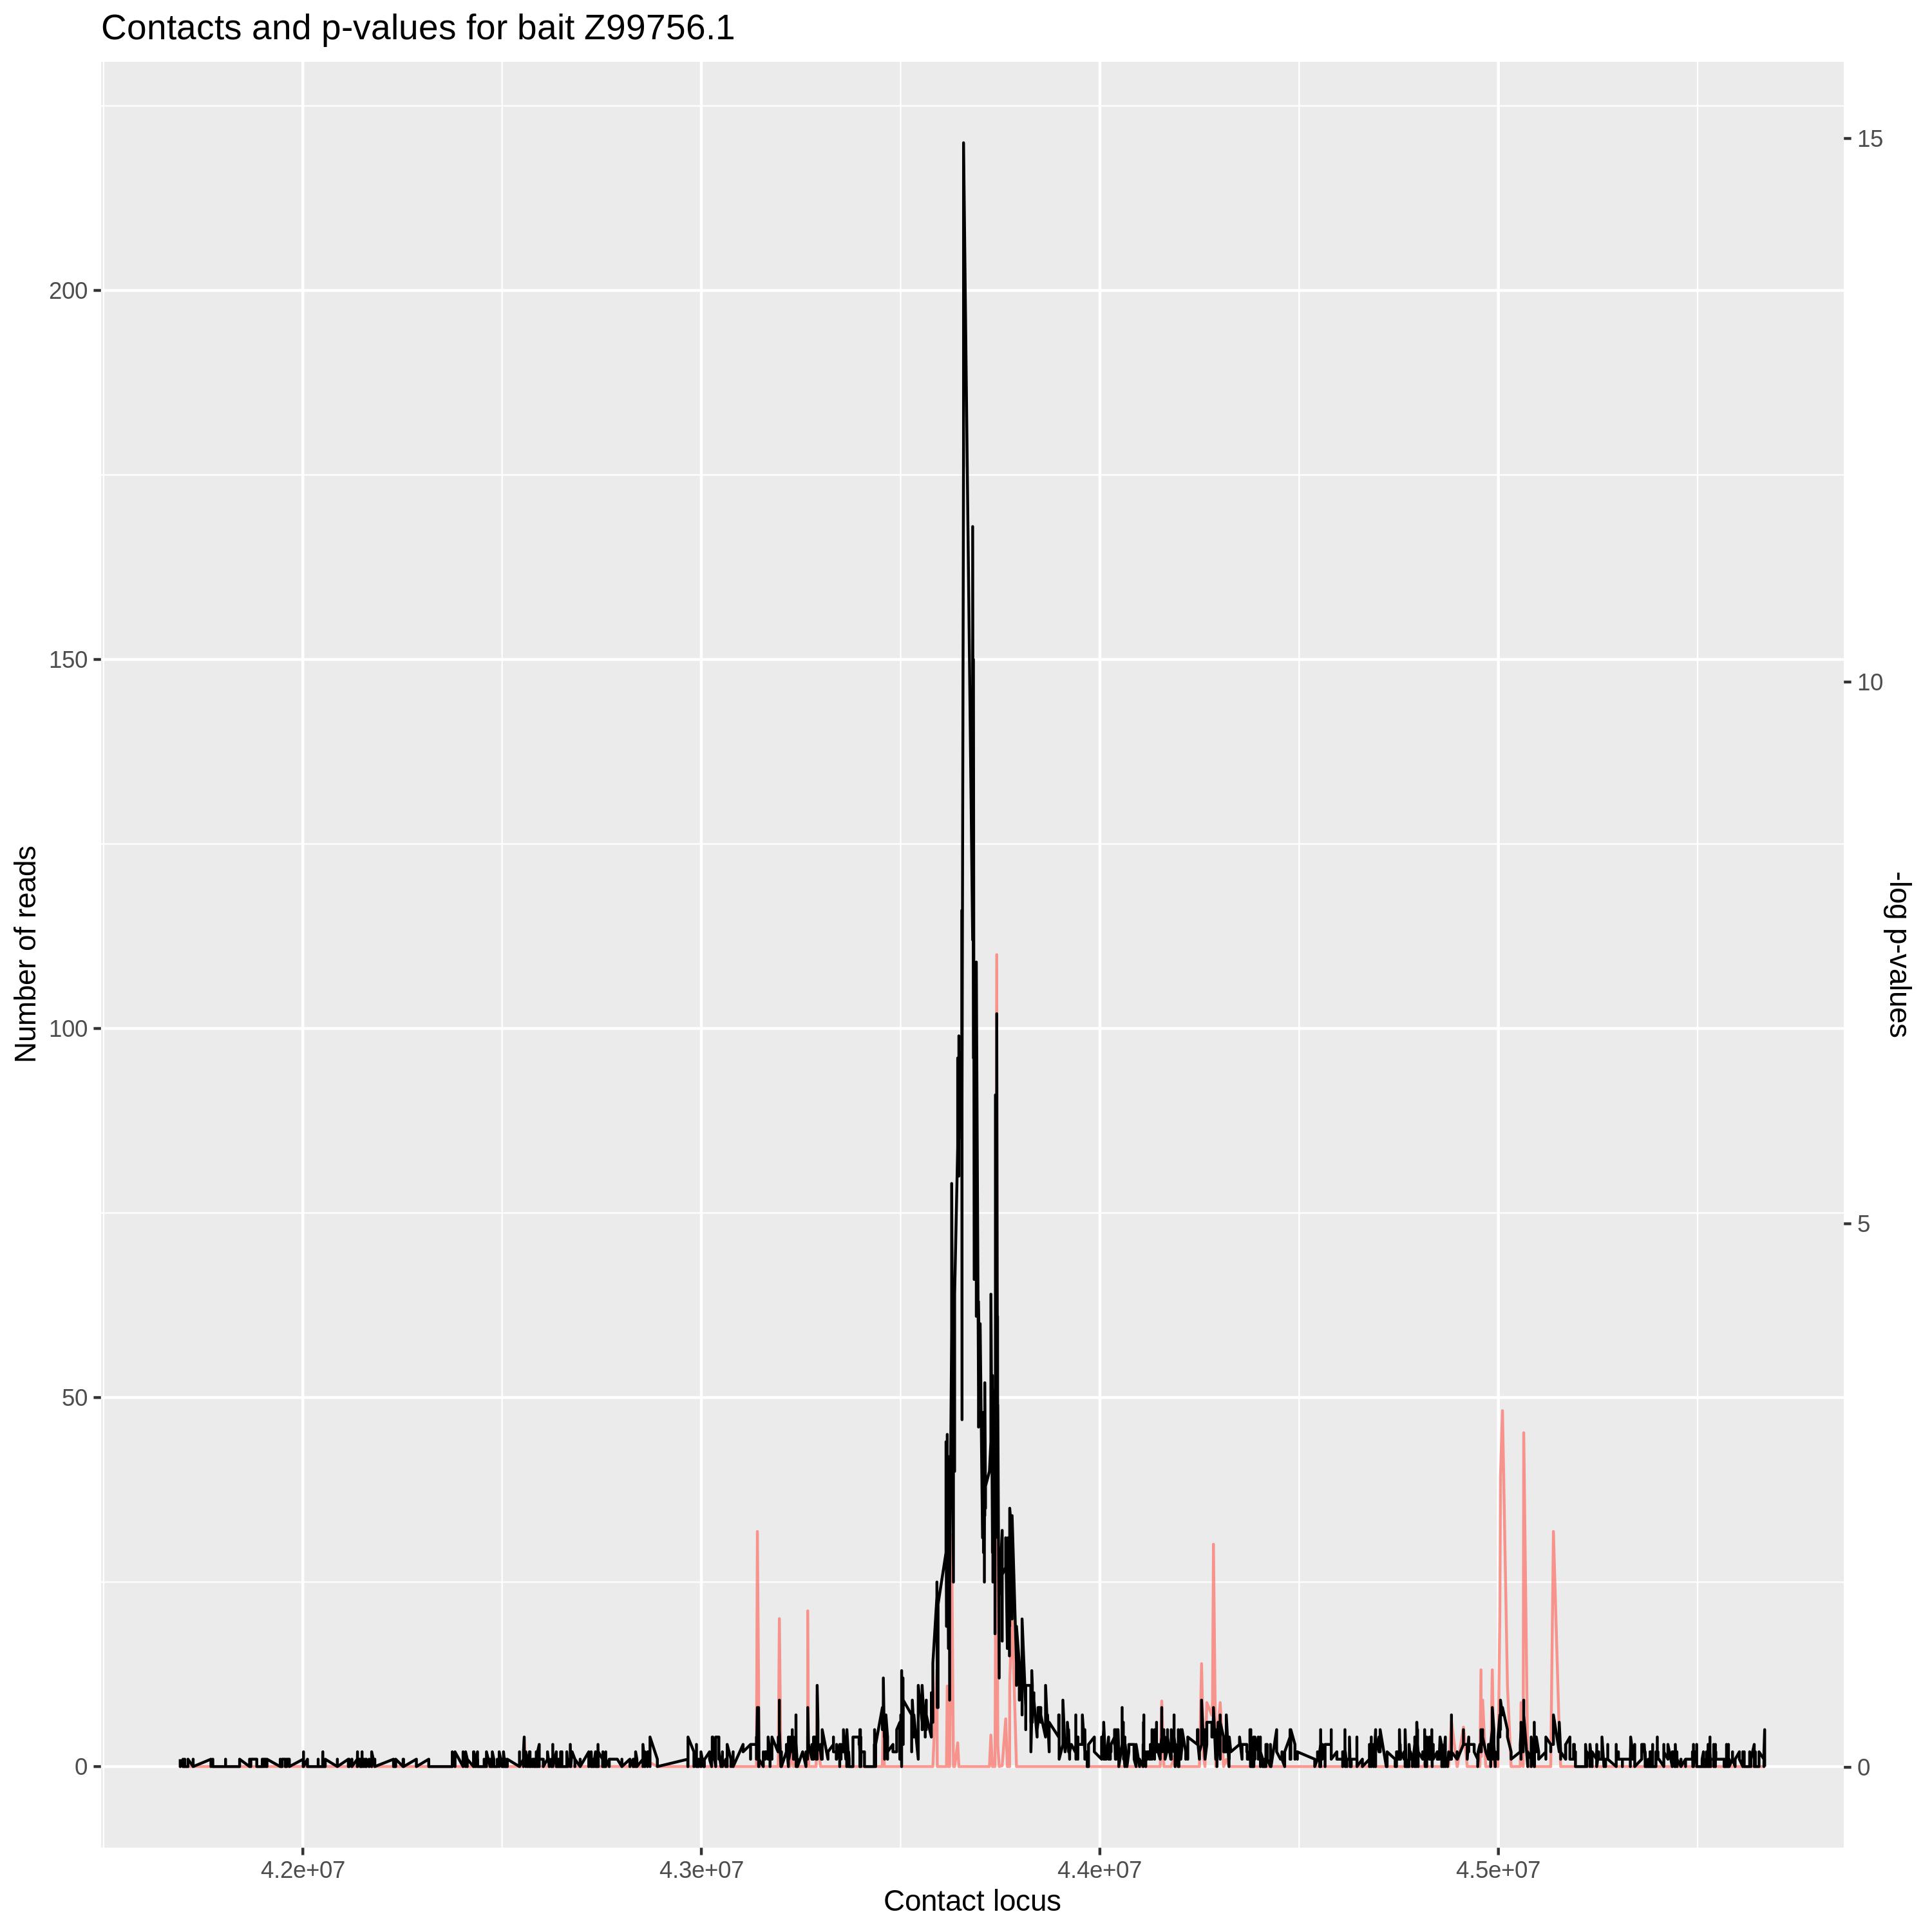 Contacts and p-values for bait Z99756.1
Number of reads
200
150
100
50
0
15
10
5
0
-log p-values
4.2e+07
4.3e+07
4.4e+07
4.5e+07
Contact locus